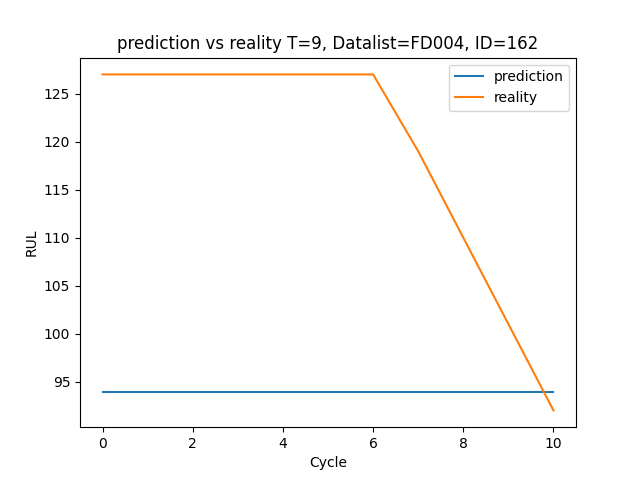 prediction vs reality T=9, Datalist=FD004, ID=162
prediction
reality
RUL
125
120
115
110
105
100
95
0 2 4 6 8 10
Cycle